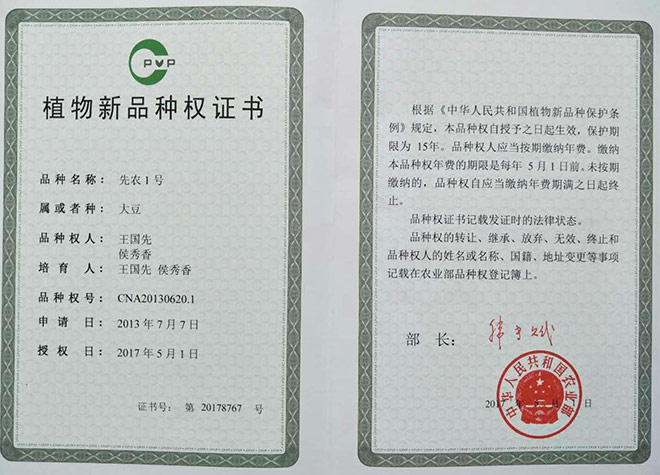 PVP
植物新品种权证书
品种名称：先农1号
属或者种：大豆
品种权人：王国先
侯秀香
培育人：王国先 侯秀香
品种权号：CNA20130620.1
申请日：2013年7月7日
授权日：2017年5月1日
证书号：第 20178767 号
根据《中华人民共和国植物新品种保护条
例》规定，本品种权自授予之日起生效，保护期
限为 15年。品种权人应当按期缴纳年费。缴纳
本品种权年费的期限是每年 5月1日前。未按期
缴纳的，品种权自应当缴纳年费期满之日起终
止。
品种权证书记载发证时的法律状态。
品种权的转让、继承、放弃、无效、终止和
品种权人的姓名或名称、国籍、地址变更等事项
记载在农业部品种权登记簿上。
部长：
中华人民共和国农业部
2017年5月1日